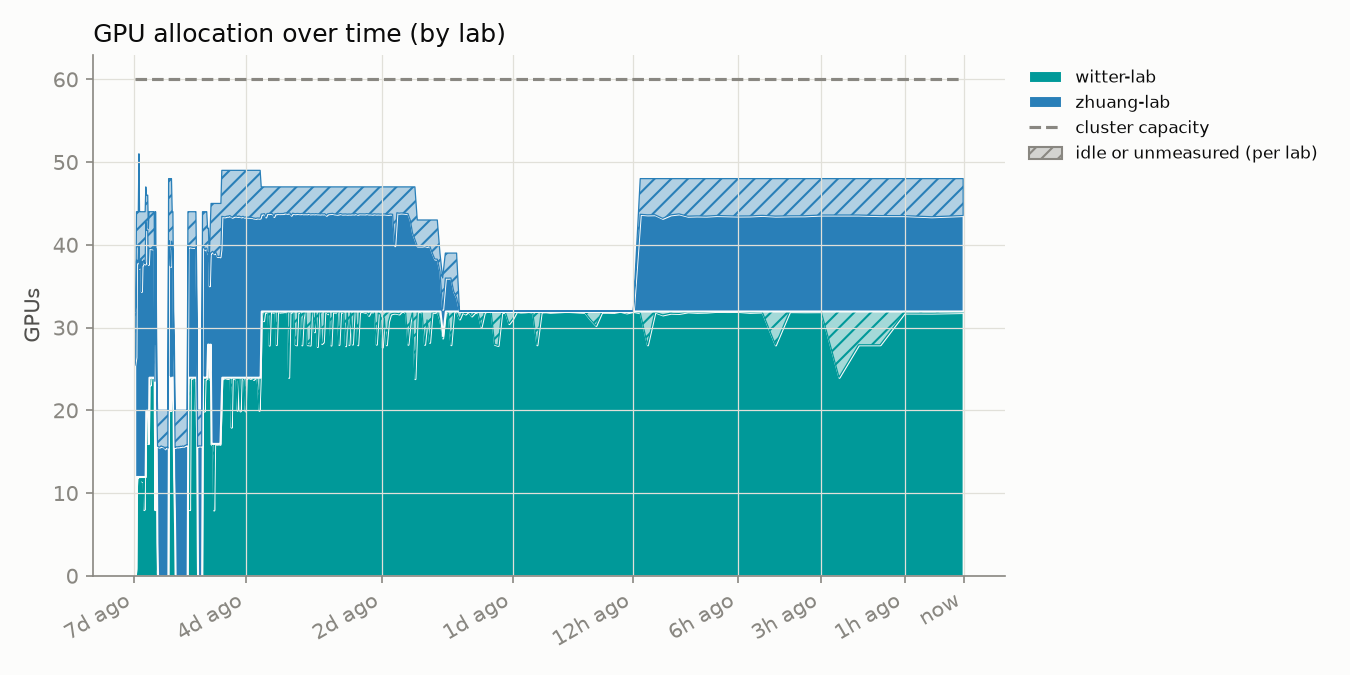 GPU allocation over time (by lab)
GPUs
60
50
40
30
20
10
0
7d ago
4d ago
2d ago
1d ago
12h ago
6h ago
3h ago
1h ago
now
witter-lab
zhuang-lab
cluster capacity
idle or unmeasured (per lab)